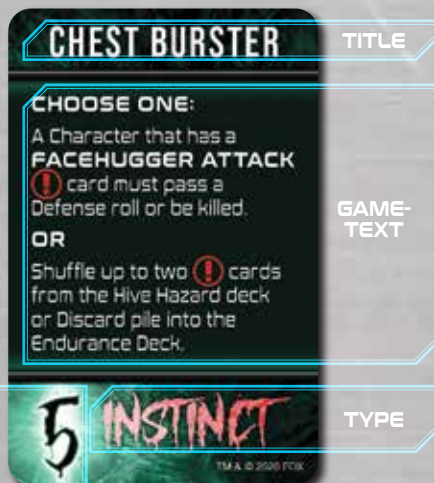 CHEST BURSTER
TITLE
CHOOSE ONE:
A Character that has a
FACEHUGGER ATTACK
! card must pass a
Defense roll or be killed.
OR
Shuffle up to two ! cards
from the Hive Hazard deck
or Discard pile into the
Endurance Deck.
GAME-
TEXT
5 INSTINCT
TYPE
TM & © 2020 FOX